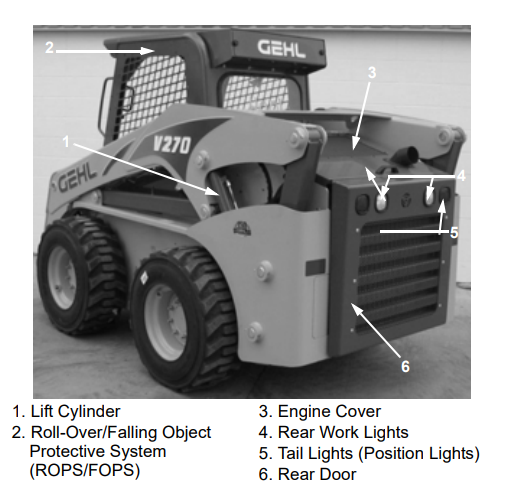 2
GEHL
3
1
V270
GEHL
4
5
6
1. Lift Cylinder
2. Roll-Over/Falling Object
Protective System
(ROPS/FOPS)
3. Engine Cover
4. Rear Work Lights
5. Tail Lights (Position Lights)
6. Rear Door